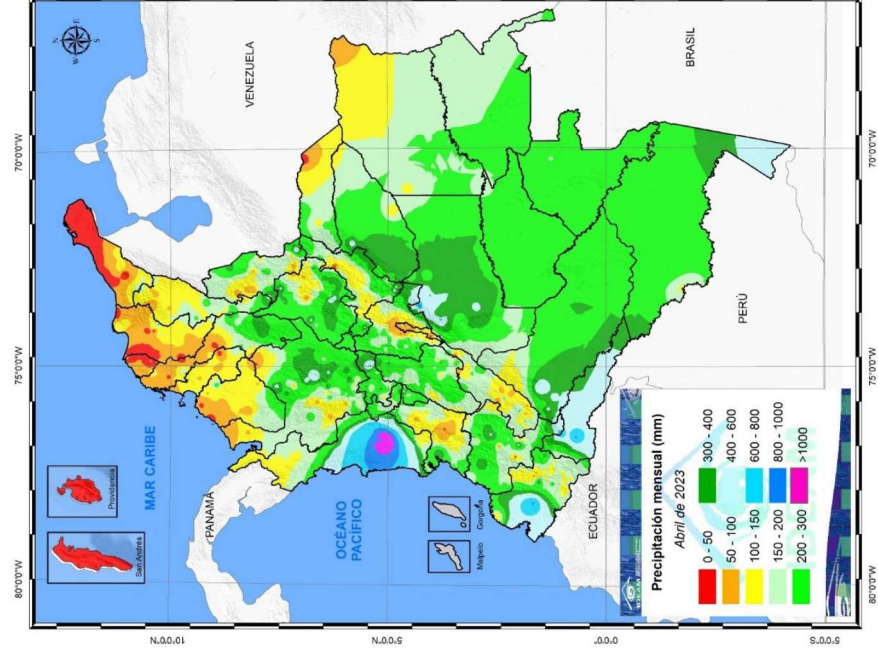 80°0'0"W
75°0'0"W
70°0'0"W
10°0'0"N
5°0'0"N
0°0'0"
5°0'0"S
N
W
E
S
San Andrés
Providencia
MAR CARIBE
PANAMÁ
VENEZUELA
OCÉANO
PACÍFICO
Malpelo
Gorgona
ECUADOR
PERÚ
BRASIL
Precipitación mensual (mm)
Abril de 2023
0 - 50
50 - 100
100 - 150
150 - 200
200 - 300
300 - 400
400 - 600
600 - 800
800 - 1000
>1000
80°0'0"W
75°0'0"W
70°0'0"W